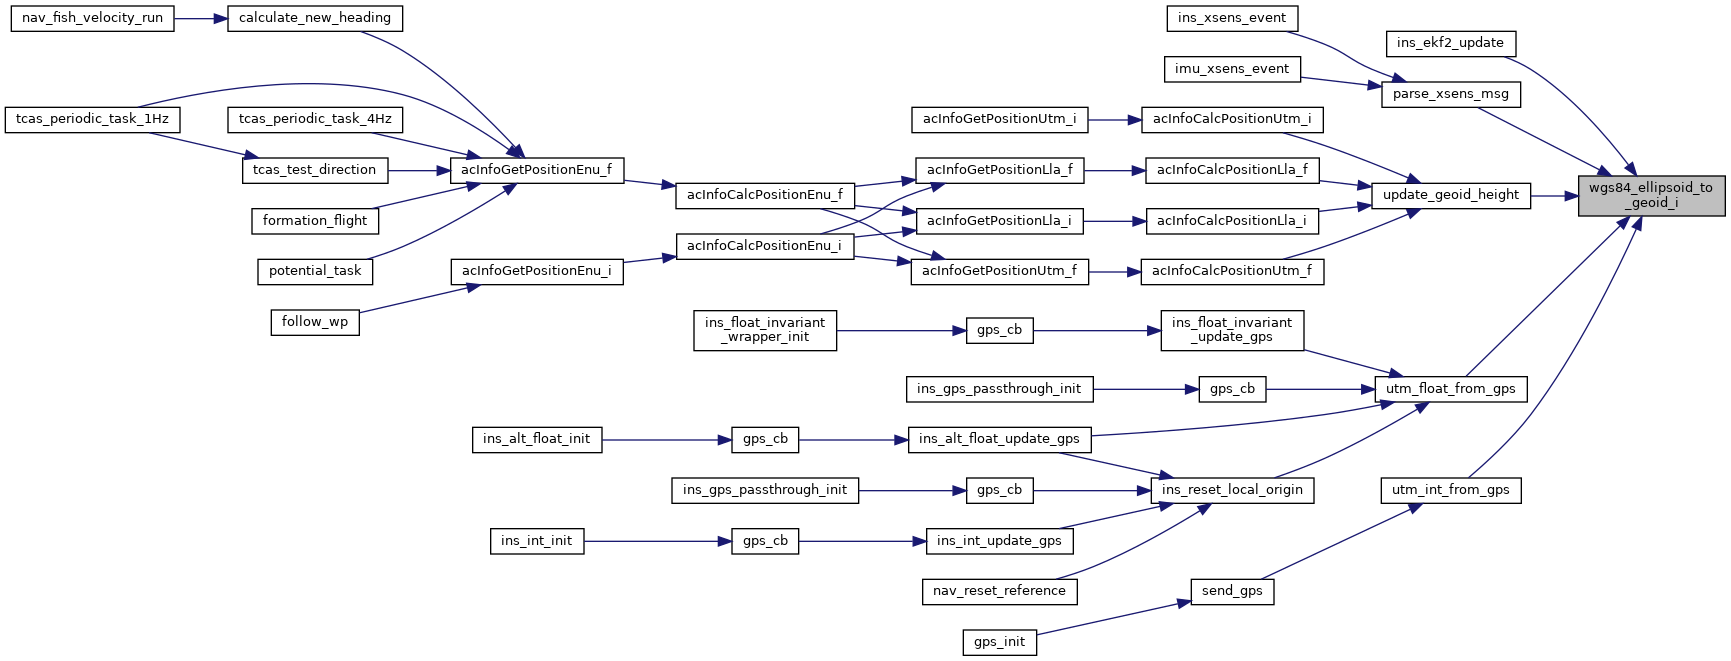 nav_fish_velocity_run
calculate_new_heading
ins_xsens_event
ins_ekf2_update
imu_xsens_event
parse_xsens_msg
tcas_periodic_task_1Hz
tcas_periodic_task_4Hz
acInfoGetPositionUtm_i
acInfoCalcPositionUtm_i
tcas_test_direction
acInfoGetPositionEnu_f
acInfoGetPositionLla_f
acInfoCalcPositionLla_f
wgs84_ellipsoid_to
_geoid_i
acInfoCalcPositionEnu_f
update_geoid_height
formation_flight
acInfoGetPositionLla_i
acInfoCalcPositionLla_i
acInfoCalcPositionEnu_i
potential_task
acInfoGetPositionEnu_i
acInfoGetPositionUtm_f
acInfoCalcPositionUtm_f
follow_wp
ins_float_invariant
_wrapper_init
gps_cb
ins_float_invariant
_update_gps
ins_gps_passthrough_init
gps_cb
utm_float_from_gps
ins_alt_float_init
gps_cb
ins_alt_float_update_gps
ins_gps_passthrough_init
gps_cb
ins_reset_local_origin
utm_int_from_gps
ins_int_init
gps_cb
ins_int_update_gps
nav_reset_reference
send_gps
gps_init